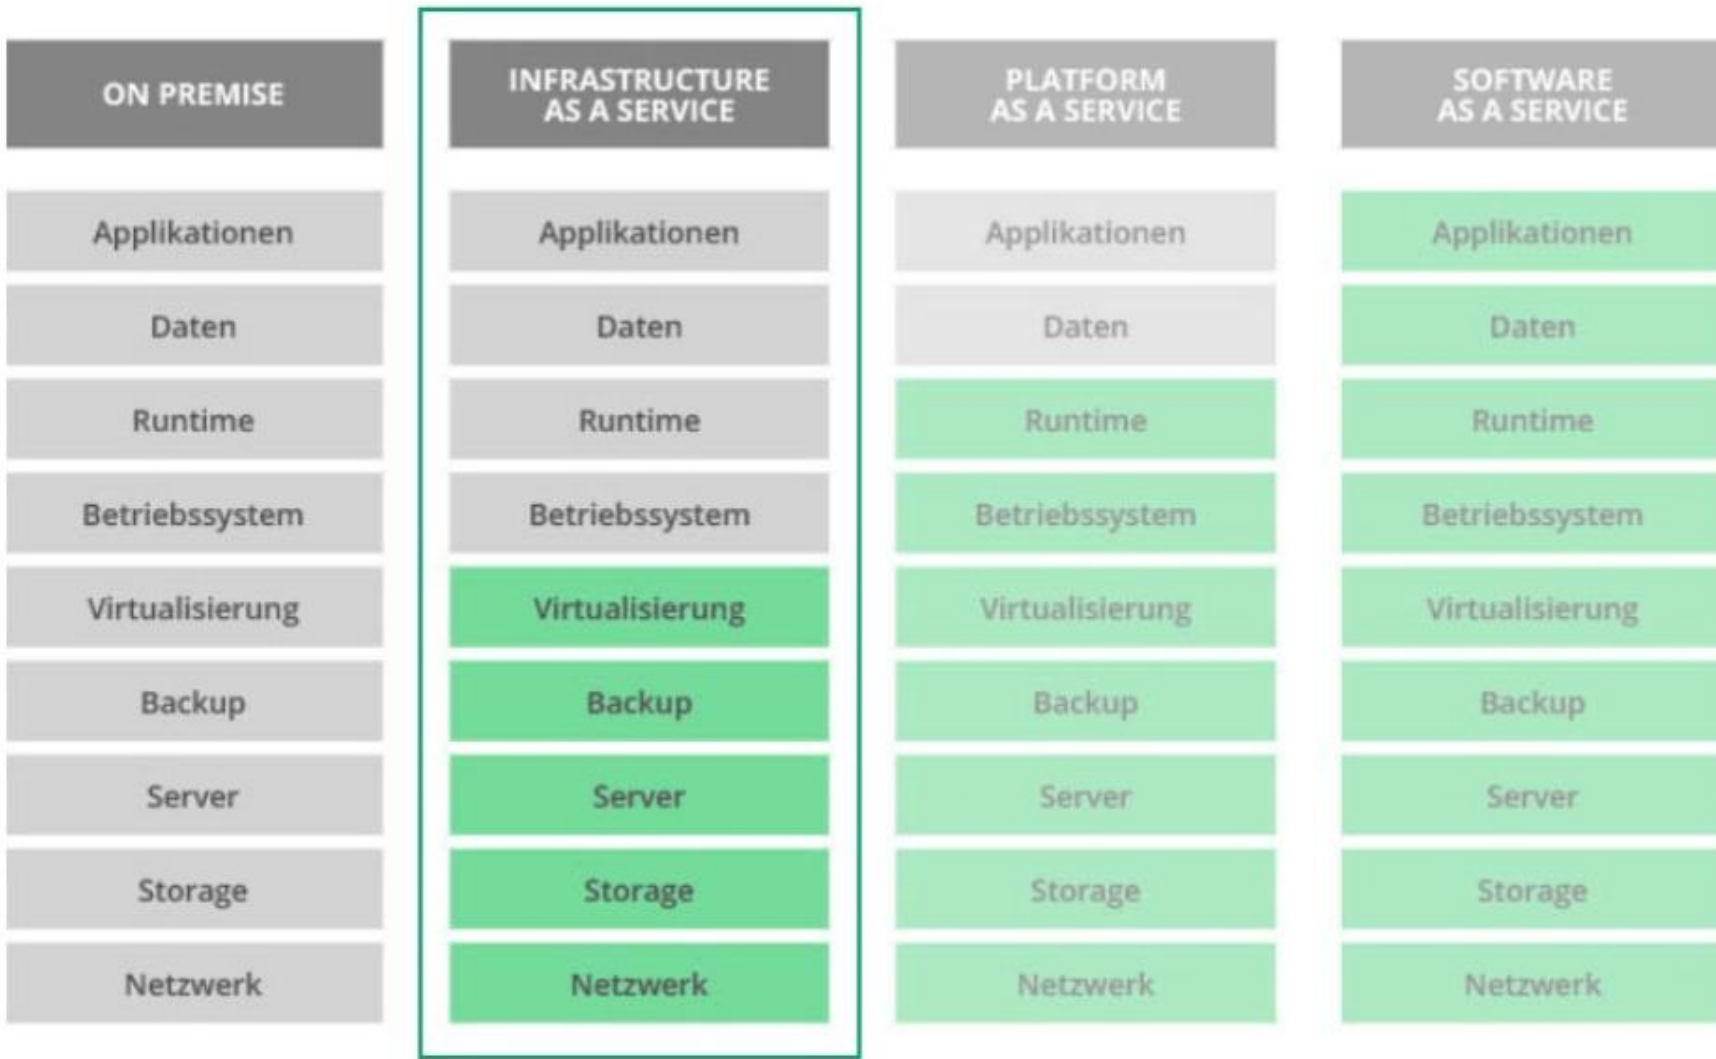 ON PREMISE
Applikationen
Daten
Runtime
Betriebssystem
Virtualisierung
Backup
Server
Storage
Netzwerk
INFRASTRUCTURE
AS A SERVICE
Applikationen
Daten
Runtime
Betriebssystem
Virtualisierung
Backup
Server
Storage
Netzwerk
PLATFORM
AS A SERVICE
Applikationen
Daten
Runtime
Betriebssystem
Virtualisierung
Backup
Server
Storage
Netzwerk
SOFTWARE
AS A SERVICE
Applikationen
Daten
Runtime
Betriebssystem
Virtualisierung
Backup
Server
Storage
Netzwerk